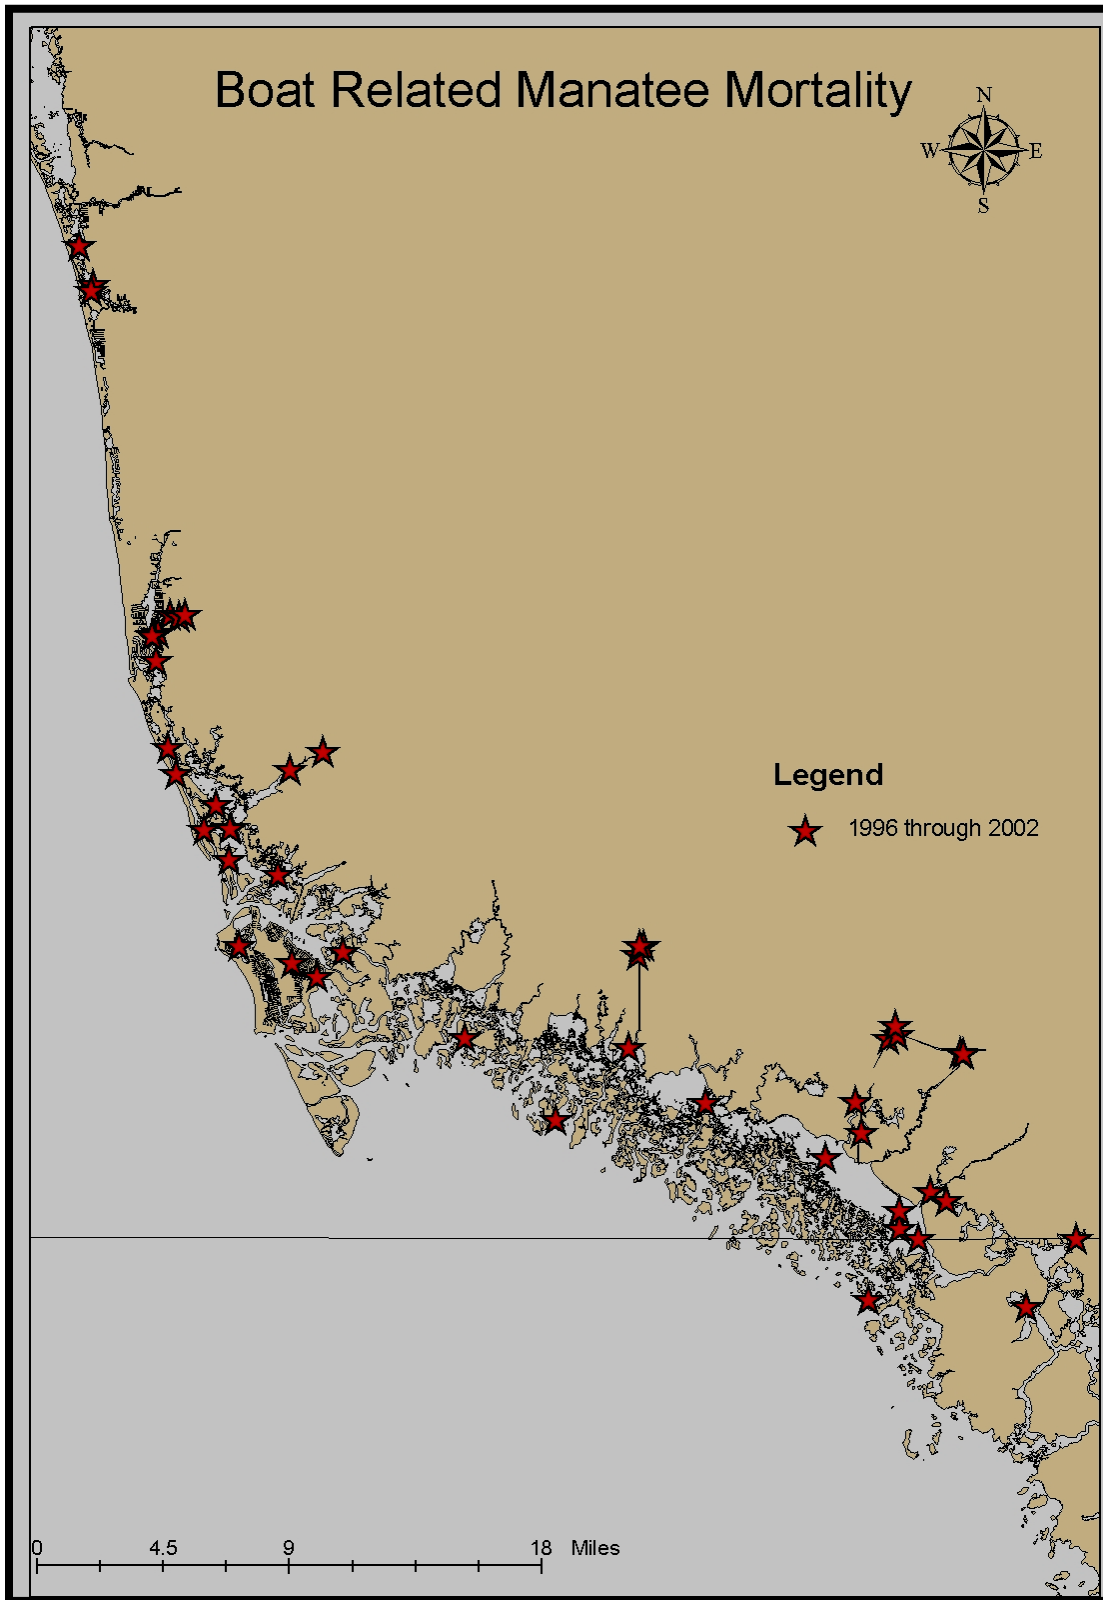 Boat Related Manatee Mortality
N
W E
S
Legend
1996 through 2002
0 4.5 9 18 Miles